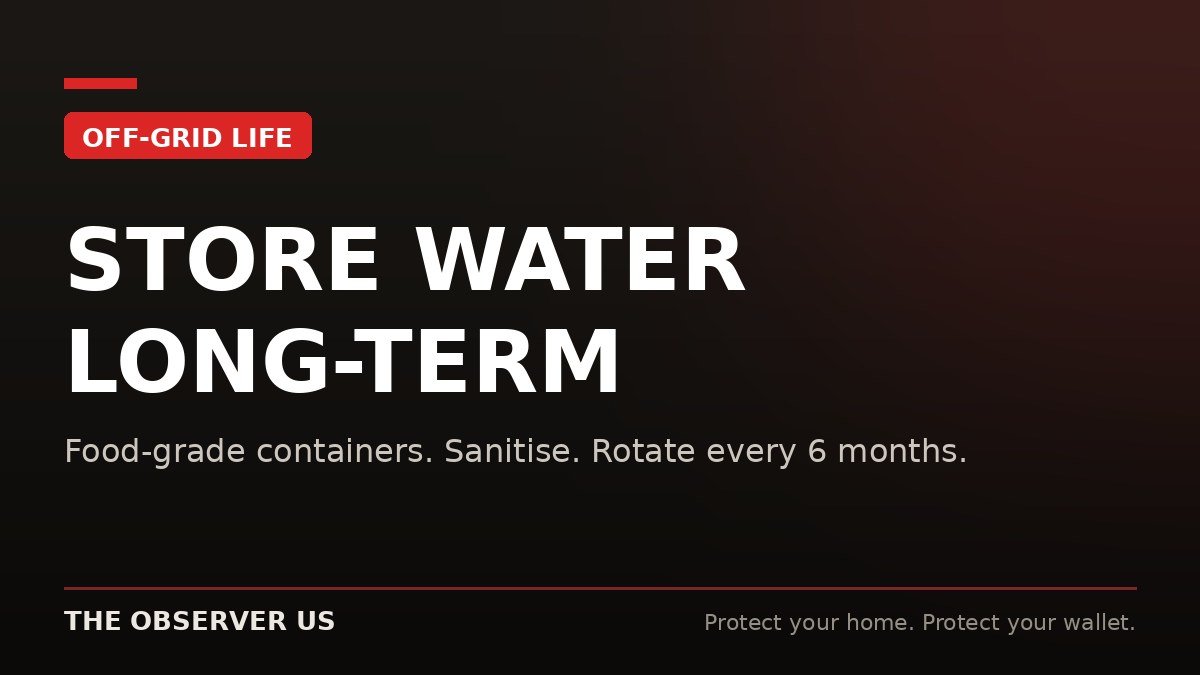 OFF-GRID LIFE
STORE WATER
LONG-TERM
Food-grade containers. Sanitise. Rotate every 6 months.
THE OBSERVER US
Protect your home. Protect your wallet.